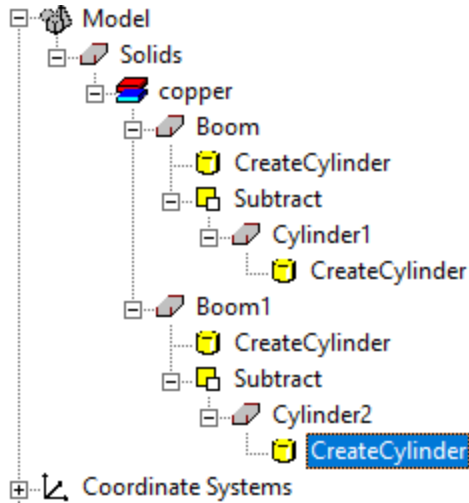 Model
Solids
copper
Boom
CreateCylinder
Subtract
Cylinder1
CreateCylinder
Boom1
CreateCylinder
Subtract
Cylinder2
CreateCylinder
Coordinate Systems